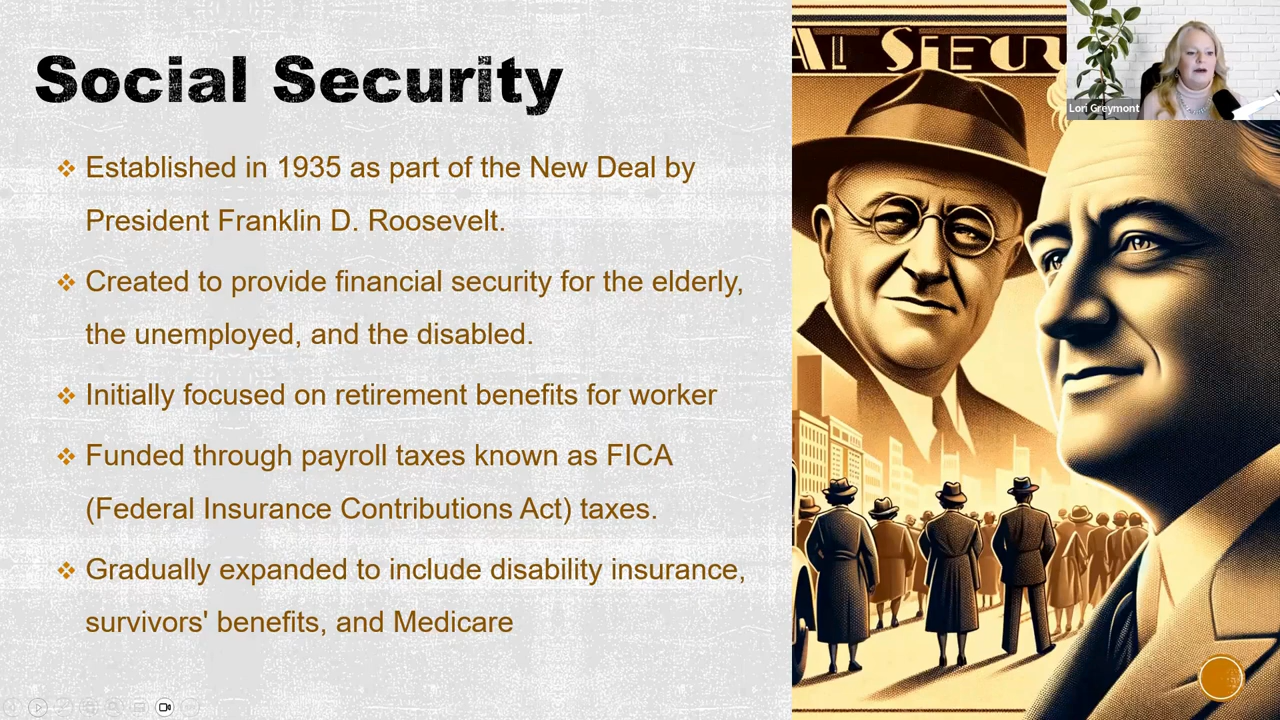 Social Security
Established in 1935 as part of the New Deal by
President Franklin D. Roosevelt.
Created to provide financial security for the elderly,
the unemployed, and the disabled.
Initially focused on retirement benefits for worker
Funded through payroll taxes known as FICA
(Federal Insurance Contributions Act) taxes.
Gradually expanded to include disability insurance,
survivors' benefits, and Medicare
Lori Greymont